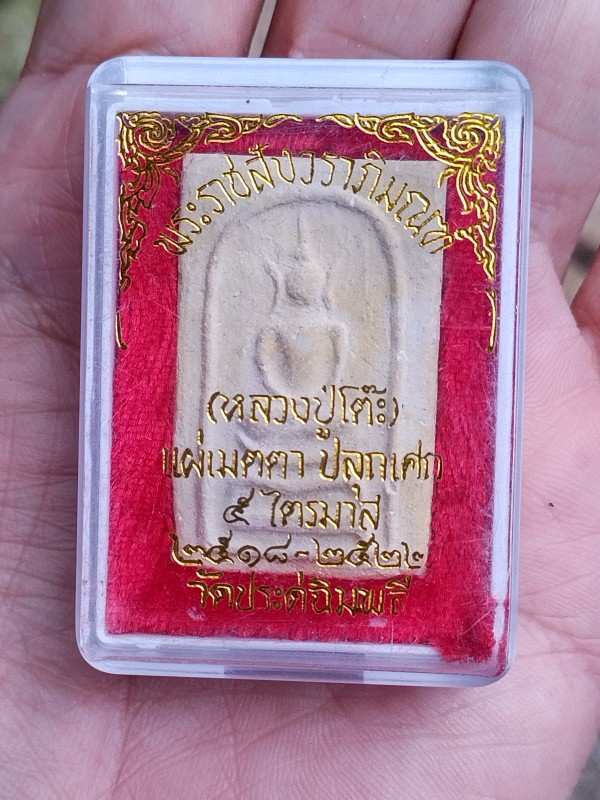 พระราชสังวราภิมณฑ์
(หลวงปู่โต๊ะ)
แผ่เมตตา ปลุกเศก
๕ ไตรมาส
๒๕๑๘-๒๕๒๒
วัดประดู่ฉิมพลี